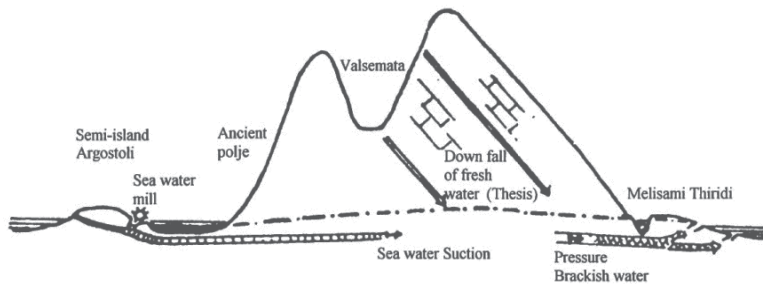 Valsemata
Semi-island
Argostoli
Ancient
polje
Sea water
mill
Down fall
of fresh
water (Thesis)
Melisami Thiridi
Sea water Suction
Pressure
Brackish water